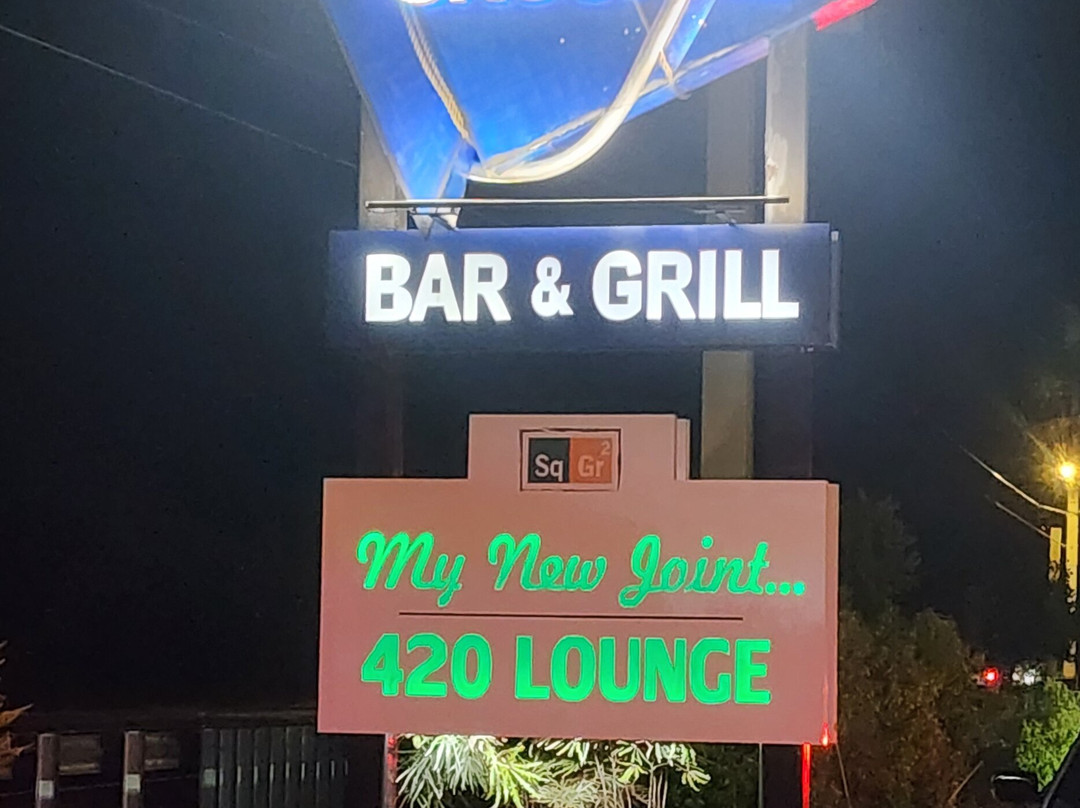 BAR & GRILL
Sq Gr2
My New Joint...
420 LOUNGE